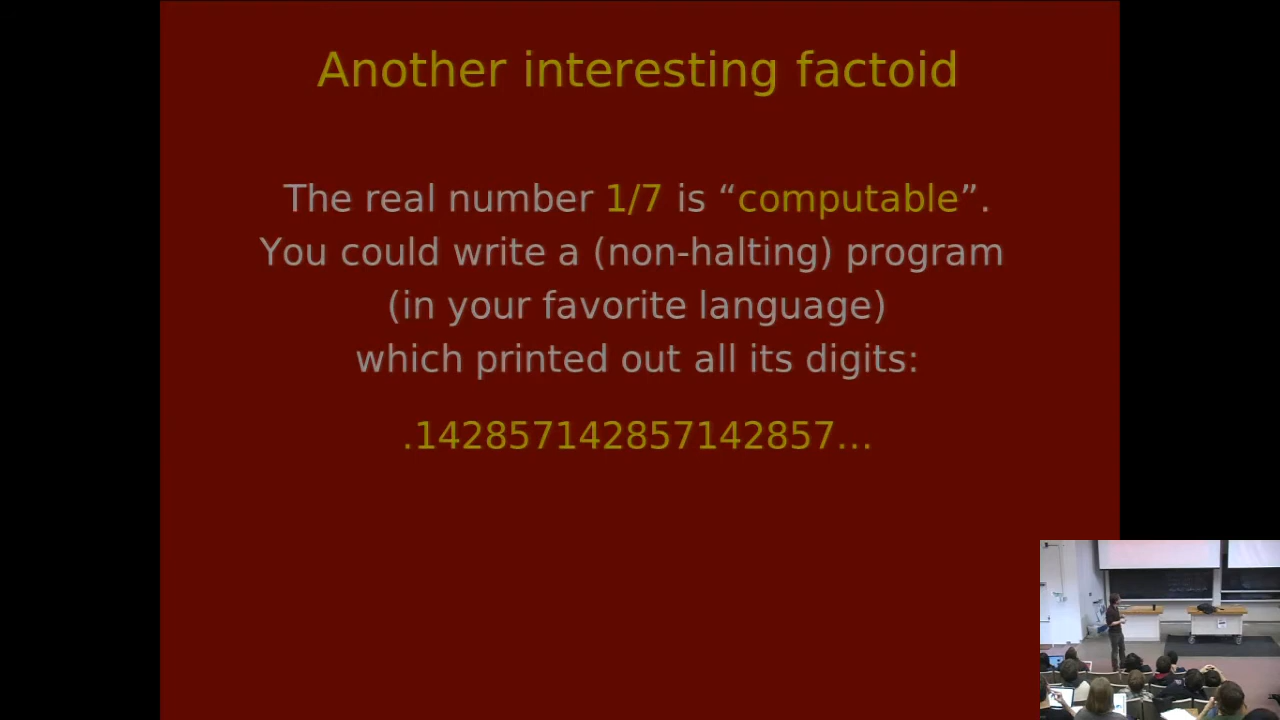 Another interesting factoid
The real number 1/7 is “computable”.
You could write a (non-halting) program
(in your favorite language)
which printed out all its digits:
.142857142857142857...